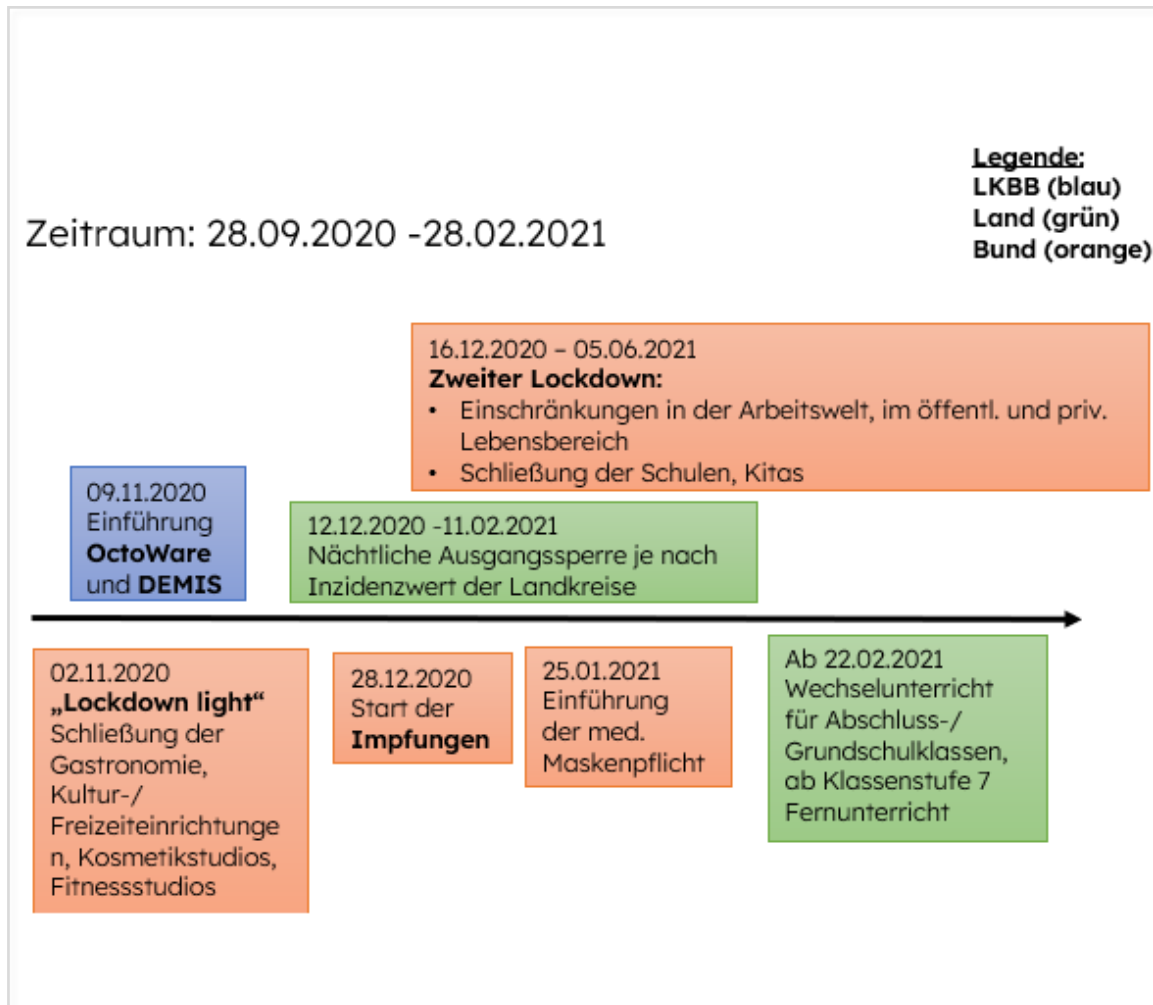 Legende:
LKBB (blau)
Land (grün)
Bund (orange)
Zeitraum: 28.09.2020 -28.02.2021
16.12.2020 – 05.06.2021
Zweiter Lockdown:
• Einschränkungen in der Arbeitswelt, im öffentl. und priv.
Lebensbereich
• Schließung der Schulen, Kitas
09.11.2020
Einführung
OctoWare
und DEMIS
12.12.2020 -11.02.2021
Nächtliche Ausgangssperre je nach
Inzidenzwert der Landkreise
02.11.2020
„Lockdown light“
Schließung der
Gastronomie,
Kultur-/
Freizeiteinrichtunge
n, Kosmetikstudios,
Fitnessstudios
28.12.2020
Start der
Impfungen
25.01.2021
Einführung
der med.
Maskenpflicht
Ab 22.02.2021
Wechselunterricht
für Abschluss-/
Grundschulklassen,
ab Klassenstufe 7
Fernunterricht